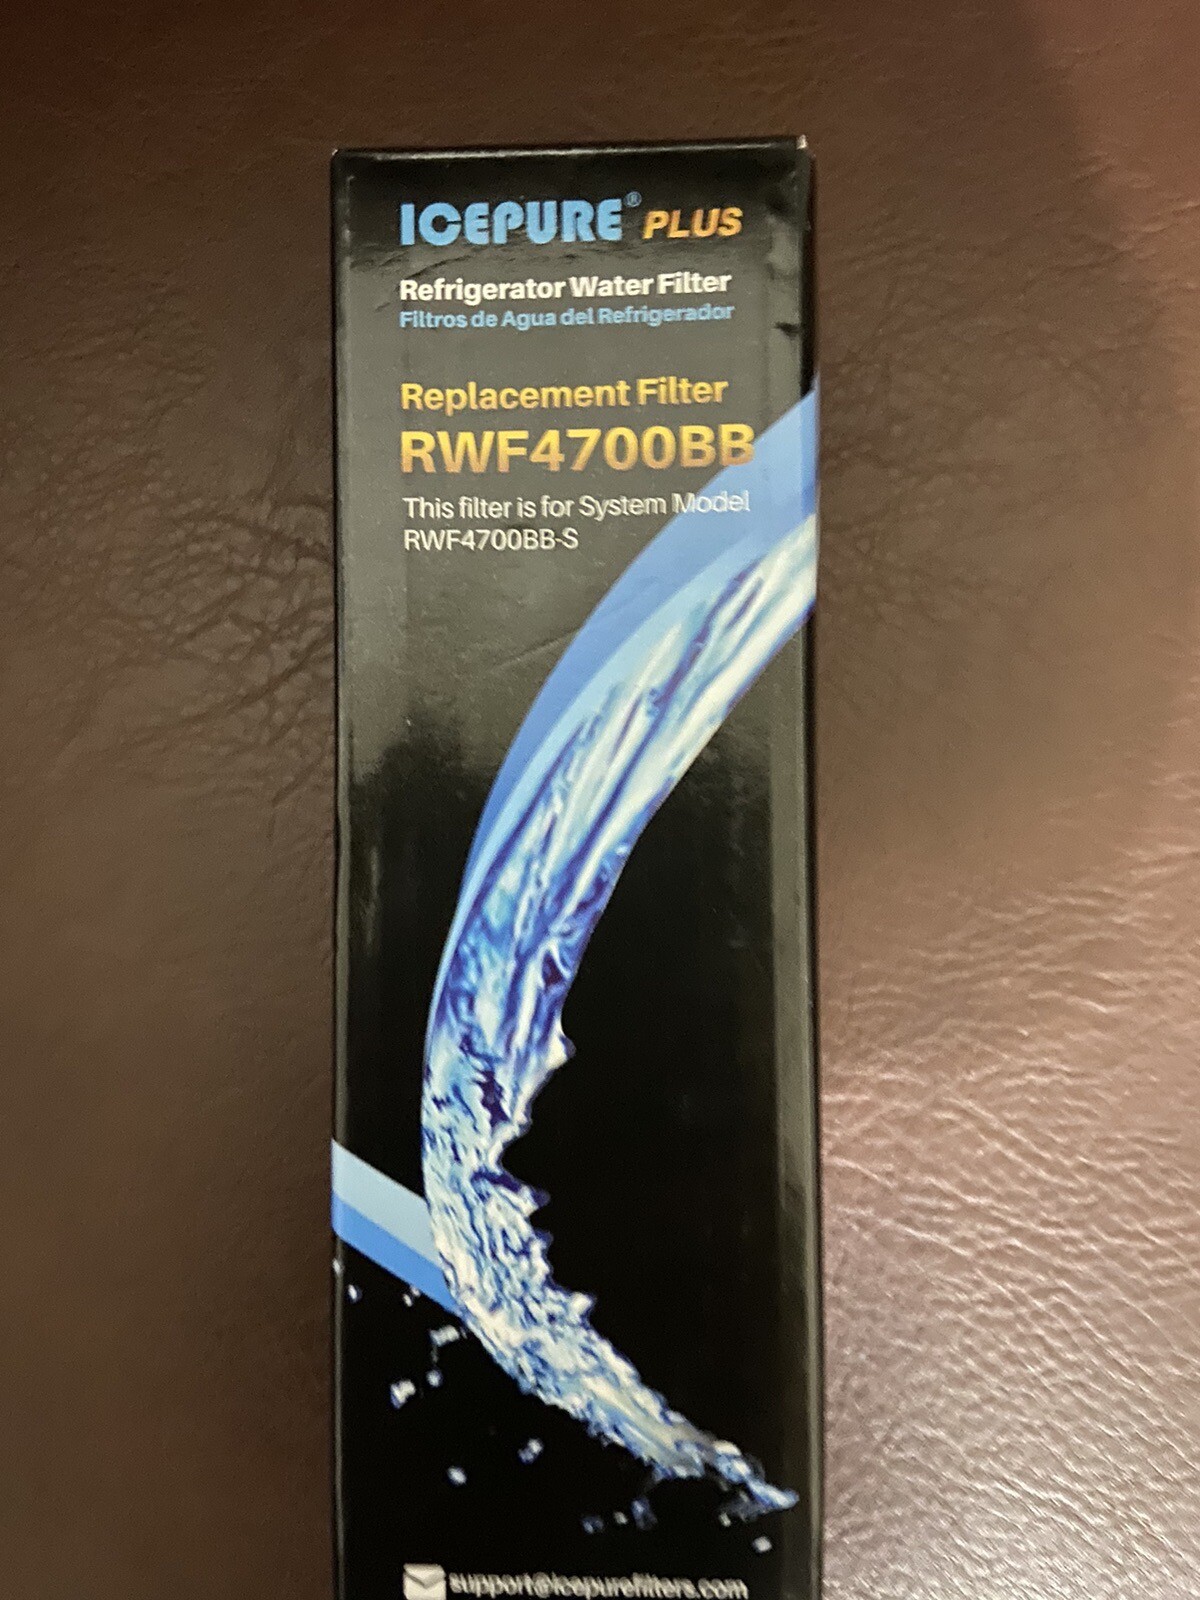 ICEPURE® PLUS
Refrigerator Water Filter
Filtros de Agua del Refrigerador
Replacement Filter
RWF4700BB
This filter is for System Model
RWF4700BB-S
support@icepurefilters.com